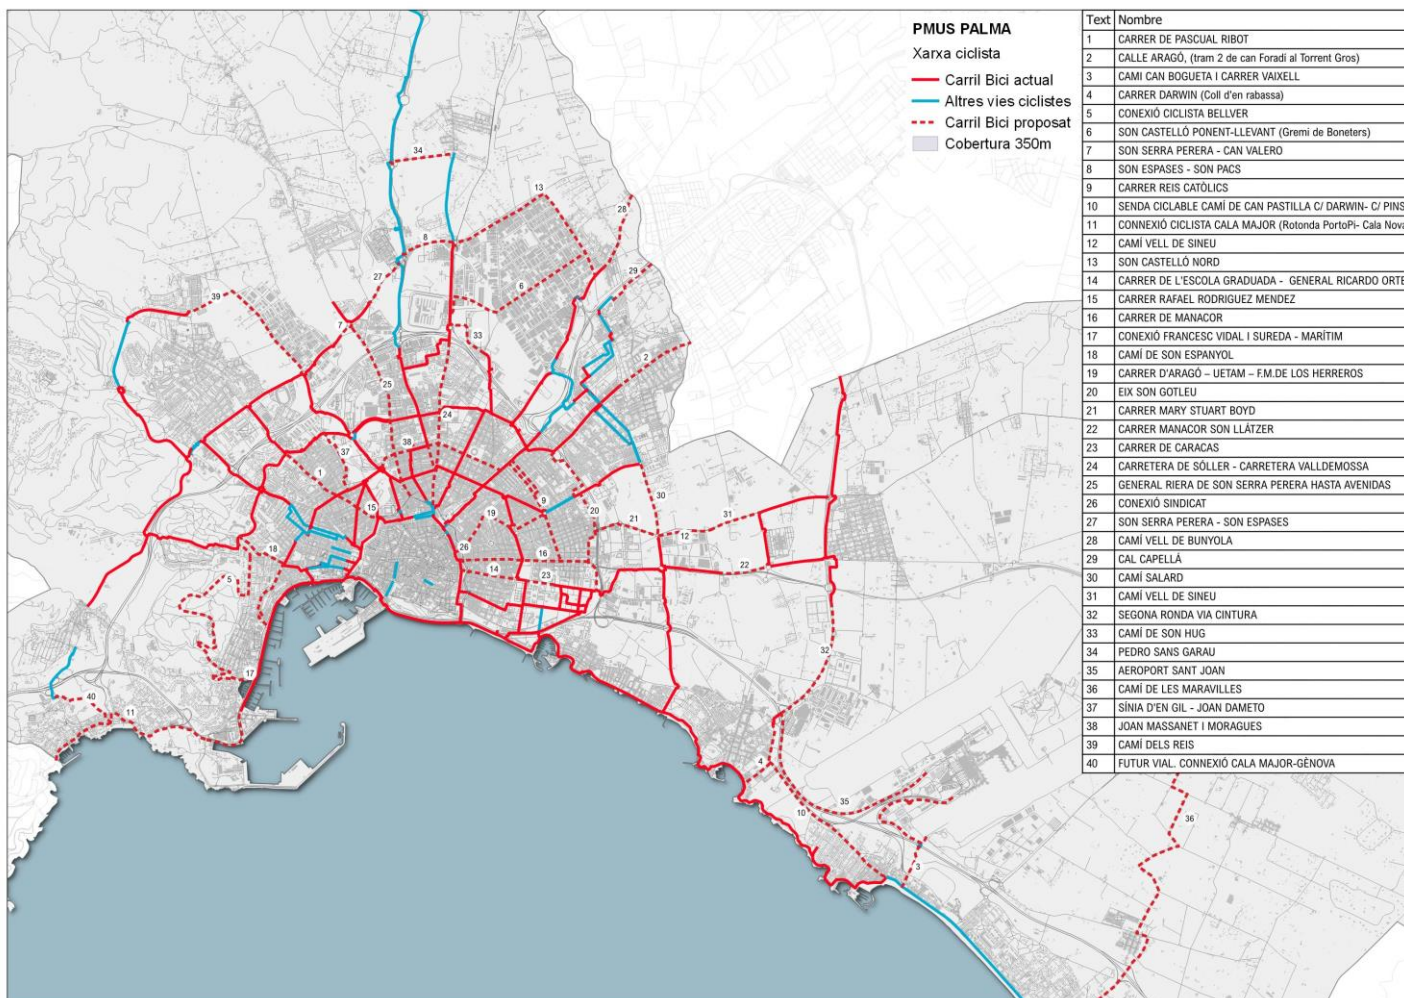 PMUS PALMA
Xarxa ciclista
Carril Bici actual
Altres vies ciclistes
Carril Bici proposat
Cobertura 350m
Text Nombre
1 CARRER DE PASCUAL RIBOT
2 CALLE ARAGÓ, (tram 2 de can Foradi al Torrent Gros)
3 CAMI CAN BOGUETA I CARRER VAIXELL
4 CARRER DARWIN (Coll d'en rabassa)
5 CONEXIÓ CICLISTA BELLVER
6 SON CASTELLÓ PONENT-LLEVANT (Gremi de Boneters)
7 SON SERRA PERERA - CAN VALERO
8 SON ESPASES - SON PACS
9 CARRER REIS CATÒLICS
10 SENDA CICLABLE CAMÍ DE CAN PASTILLA C/ DARWIN- C/ PINS
11 CONNEXIÓ CICLISTA CALA MAJOR (Rotonda PortoPi- Cala Nova
12 CAMÍ VELL DE SINEU
13 SON CASTELLÓ NORD
14 CARRER DE L'ESCOLA GRADUADA - GENERAL RICARDO ORTE
15 CARRER RAFAEL RODRIGUEZ MENDEZ
16 CARRER DE MANACOR
17 CONEXIÓ FRANCESC VIDAL I SUREDA - MARÍTIM
18 CAMÍ DE SON ESPANYOL
19 CARRER D'ARAGÓ – UETAM – F.M.DE LOS HERREROS
20 EIX SON GOTLEU
21 CARRER MARY STUART BOYD
22 CARRER MANACOR SON LLÁTZER
23 CARRER DE CARACAS
24 CARRETERA DE SÓLLER - CARRETERA VALLDEMOSSA
25 GENERAL RIERA DE SON SERRA PERERA HASTA AVENIDAS
26 CONEXIÓ SINDICAT
27 SON SERRA PERERA - SON ESPASES
28 CAMÍ VELL DE BUNYOLA
29 CAL CAPELLÀ
30 CAMÍ SALARD
31 CAMÍ VELL DE SINEU
32 SEGONA RONDA VIA CINTURA
33 CAMÍ DE SON HUG
34 PEDRO SANS GARAU
35 AEROPORT SANT JOAN
36 CAMÍ DE LES MARAVILLES
37 SÍNIA D'EN GIL - JOAN DAMETO
38 JOAN MASSANET I MORAGUES
39 CAMÍ DELS REIS
40 FUTUR VIAL. CONNEXIÓ CALA MAJOR-GÈNOVA
34
13
28
8
27
29
6
39
7
33
2
25
24
38
37
1
9
30
15
19
20
21
31
12
26
16
18
14
23
22
5
32
17
40
11
4
35
10
36
3